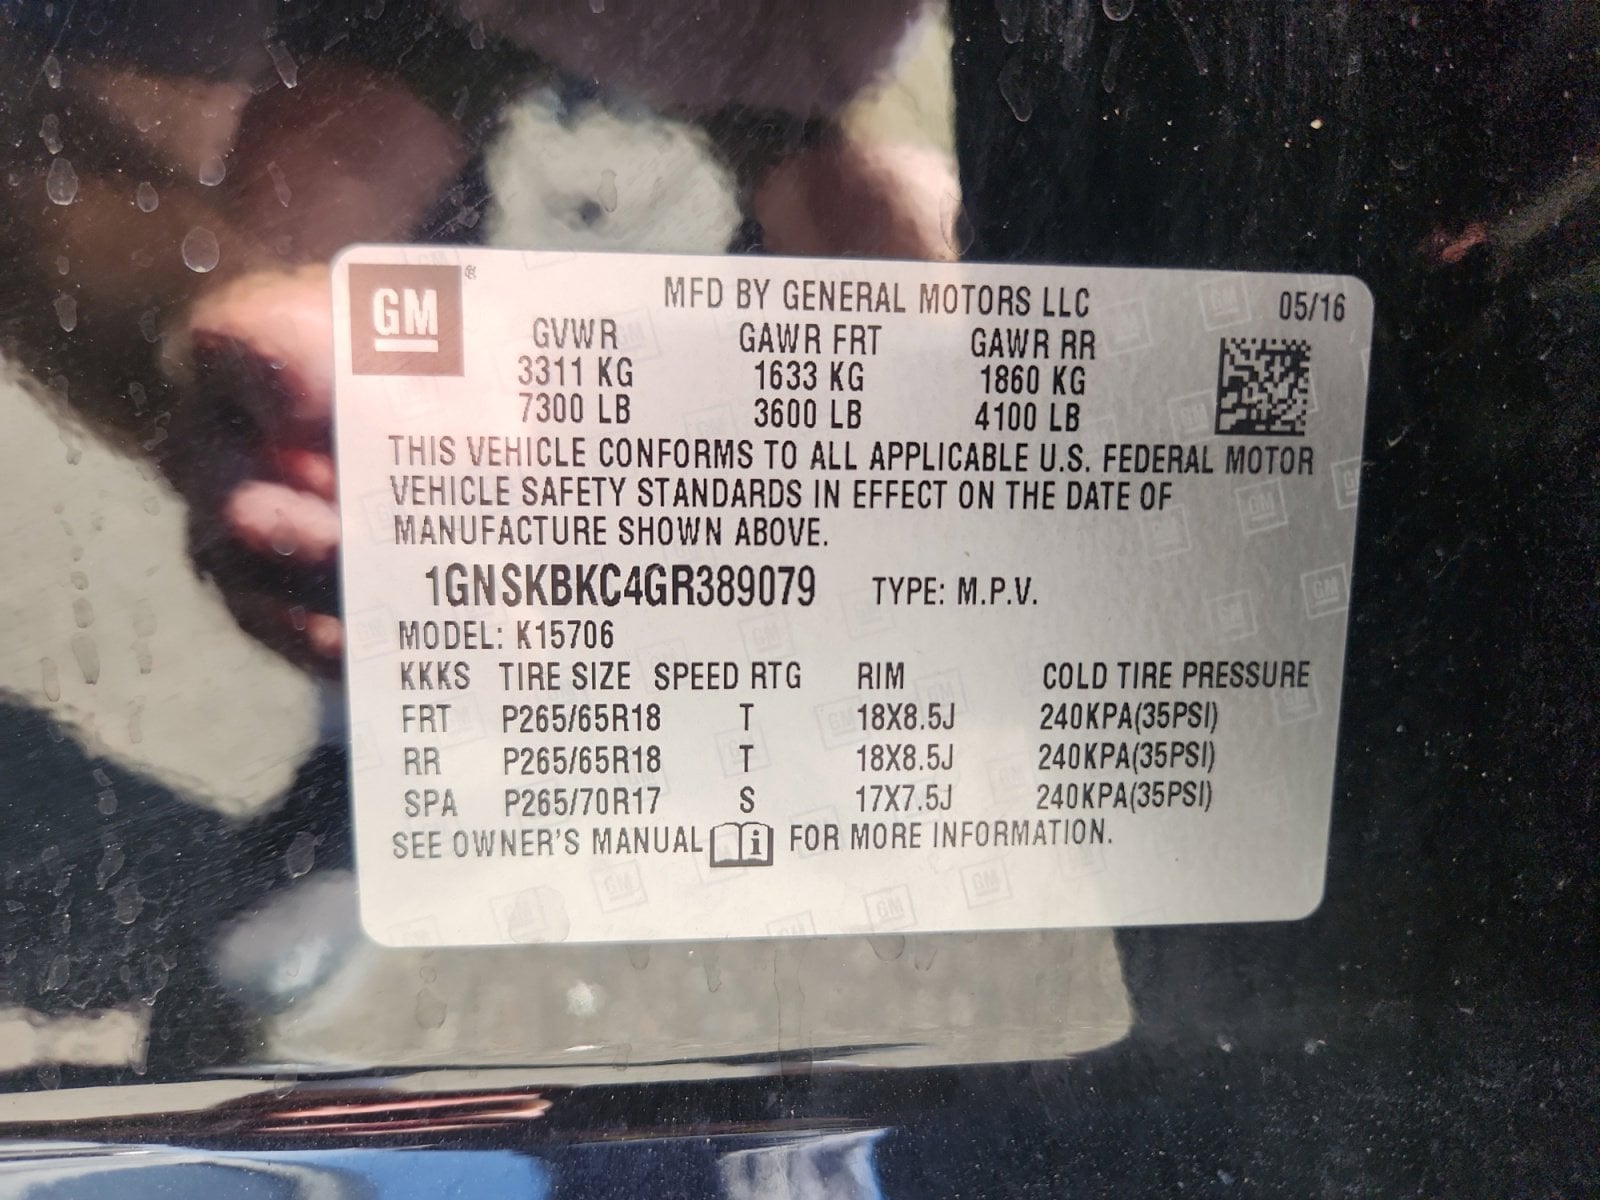 GM ®
MFD BY GENERAL MOTORS LLC 05/16
GVWR GAWR FRT GAWR RR
3311 KG 1633 KG 1860 KG
7300 LB 3600 LB 4100 LB
THIS VEHICLE CONFORMS TO ALL APPLICABLE U.S. FEDERAL MOTOR
VEHICLE SAFETY STANDARDS IN EFFECT ON THE DATE OF
MANUFACTURE SHOWN ABOVE.
1GNSKBKC4GR389079 TYPE: M.P.V.
MODEL: K15706
KKKS TIRE SIZE SPEED RTG RIM COLD TIRE PRESSURE
FRT P265/65R18 T 18X8.5J 240KPA(35PSI)
RR P265/65R18 T 18X8.5J 240KPA(35PSI)
SPA P265/70R17 S 17X7.5J 240KPA(35PSI)
SEE OWNER'S MANUAL i FOR MORE INFORMATION.